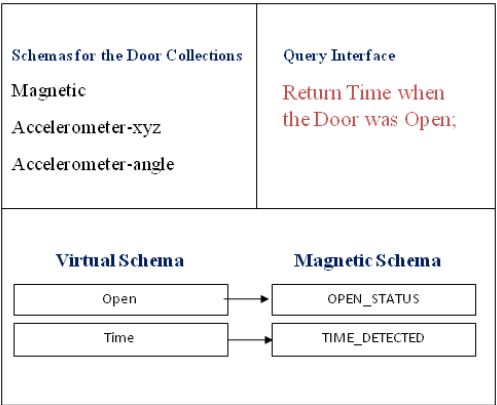 Schemas for the Door Collections
Magnetic
Accelerometer-xyz
Accelerometer-angle
Query Interface
Return Time when
the Door was Open;
Virtual Schema
Magnetic Schema
Open
OPEN_STATUS
Time
TIME_DETECTED